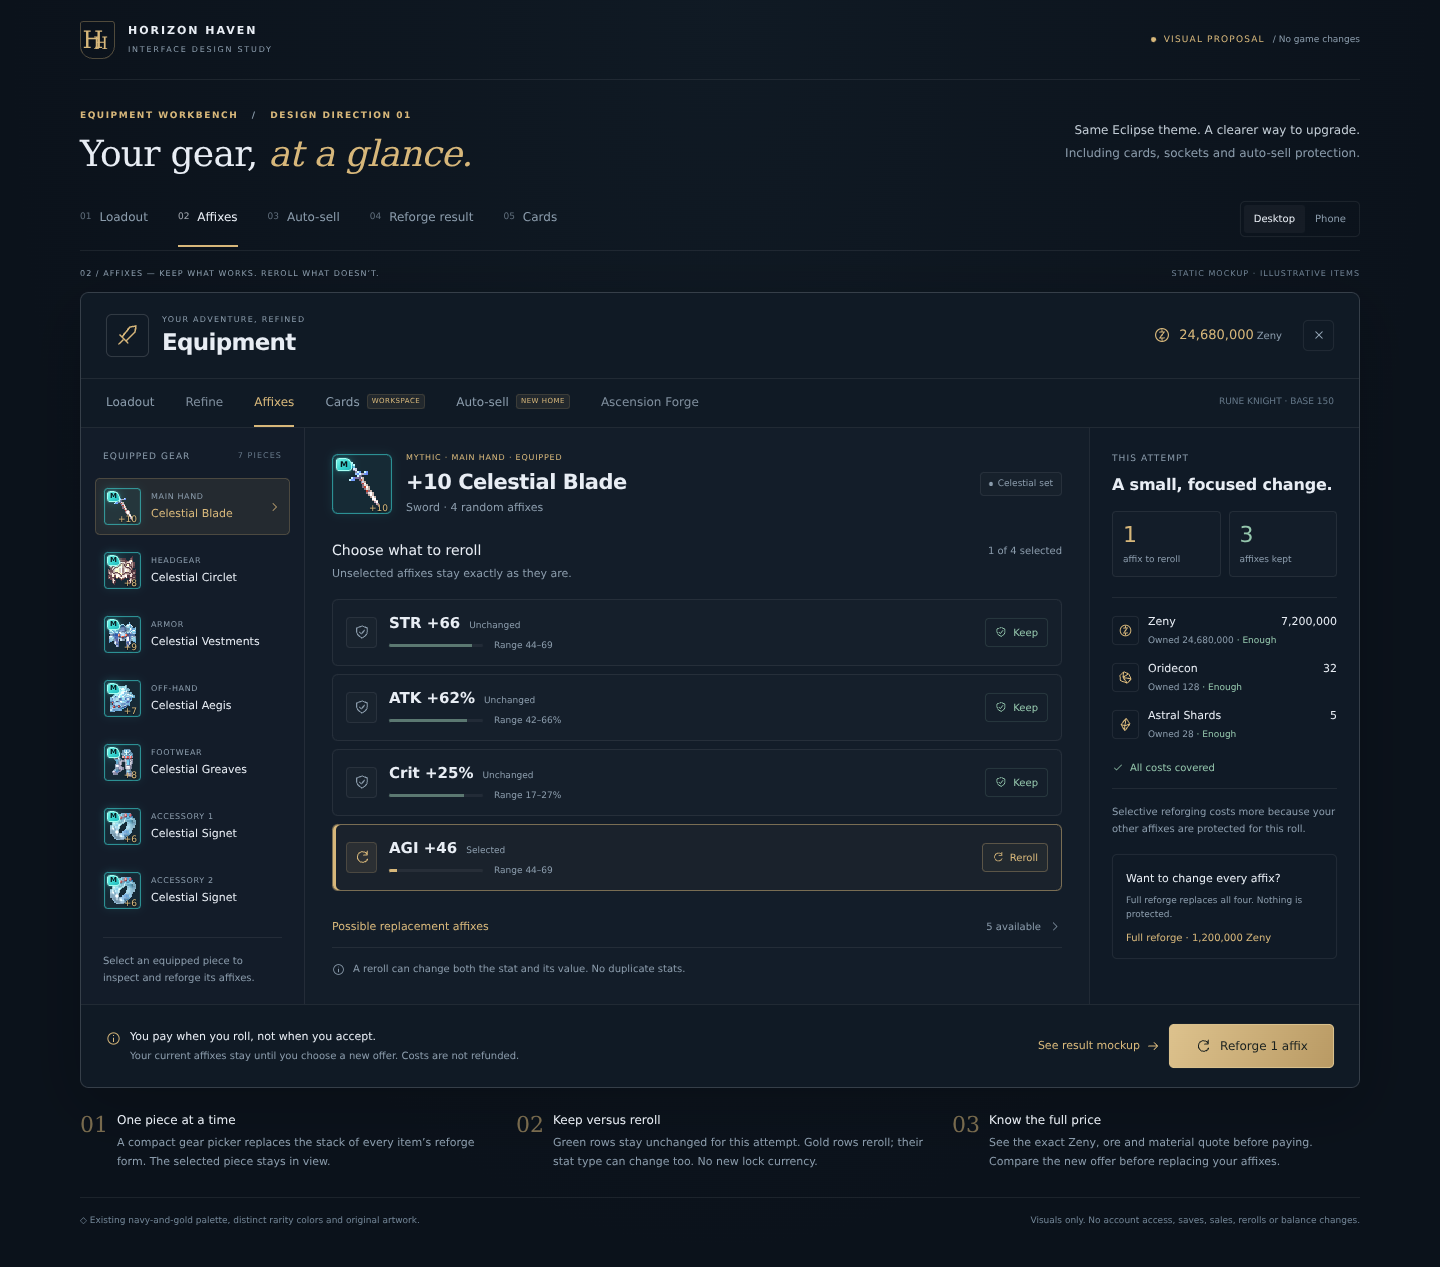 HH
HORIZON HAVEN
INTERFACE DESIGN STUDY
VISUAL PROPOSAL / No game changes
EQUIPMENT WORKBENCH / DESIGN DIRECTION 01
Your gear, at a glance.
Same Eclipse theme. A clearer way to upgrade.
Including cards, sockets and auto-sell protection.
01 Loadout
02 Affixes
03 Auto-sell
04 Reforge result
05 Cards
Desktop
Phone
02 / AFFIXES — KEEP WHAT WORKS. REROLL WHAT DOESN'T.
STATIC MOCKUP · ILLUSTRATIVE ITEMS
YOUR ADVENTURE, REFINED
Equipment
24,680,000 Zeny
Loadout
Refine
Affixes
Cards WORKSPACE
Auto-sell NEW HOME
Ascension Forge
RUNE KNIGHT · BASE 150
EQUIPPED GEAR
7 PIECES
M
+10
MAIN HAND
Celestial Blade
M
+8
HEADGEAR
Celestial Circlet
M
+9
ARMOR
Celestial Vestments
M
+7
OFF-HAND
Celestial Aegis
M
+8
FOOTWEAR
Celestial Greaves
M
+6
ACCESSORY 1
Celestial Signet
M
+6
ACCESSORY 2
Celestial Signet
Select an equipped piece to
inspect and reforge its affixes.
M
+10
MYTHIC · MAIN HAND · EQUIPPED
+10 Celestial Blade
Sword · 4 random affixes
Celestial set
Choose what to reroll
1 of 4 selected
Unselected affixes stay exactly as they are.
STR +66 Unchanged
Range 44–69
Keep
ATK +62% Unchanged
Range 42–66%
Keep
Crit +25% Unchanged
Range 17–27%
Keep
AGI +46 Selected
Range 44–69
Reroll
Possible replacement affixes
5 available
A reroll can change both the stat and its value. No duplicate stats.
THIS ATTEMPT
A small, focused change.
1
affix to reroll
3
affixes kept
Zeny 7,200,000
Owned 24,680,000 · Enough
Oridecon 32
Owned 128 · Enough
Astral Shards 5
Owned 28 · Enough
All costs covered
Selective reforging costs more because your
other affixes are protected for this roll.
Want to change every affix?
Full reforge replaces all four. Nothing is
protected.
Full reforge · 1,200,000 Zeny
You pay when you roll, not when you accept.
Your current affixes stay until you choose a new offer. Costs are not refunded.
See result mockup →
Reforge 1 affix
01
One piece at a time
A compact gear picker replaces the stack of every item's reforge
form. The selected piece stays in view.
02
Keep versus reroll
Green rows stay unchanged for this attempt. Gold rows reroll; their
stat type can change too. No new lock currency.
03
Know the full price
See the exact Zeny, ore and material quote before paying.
Compare the new offer before replacing your affixes.
◇ Existing navy-and-gold palette, distinct rarity colors and original artwork.
Visuals only. No account access, saves, sales, rerolls or balance changes.